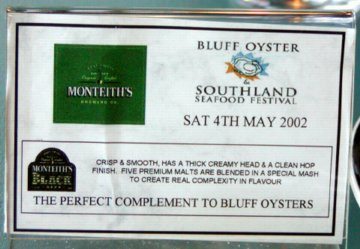 MONTEITH'S
BREWING CO.
BLUFF OYSTER
&
SOUTHLAND
SEAFOOD FESTIVAL
SAT 4TH MAY 2002
MONTEITH'S
BLACK
BEER
CRISP & SMOOTH, HAS A THICK CREAMY HEAD & A CLEAN HOP
FINISH. FIVE PREMIUM MALTS ARE BLENDED IN A SPECIAL MASH
TO CREATE REAL COMPLEXITY IN FLAVOUR
THE PERFECT COMPLEMENT TO BLUFF OYSTERS